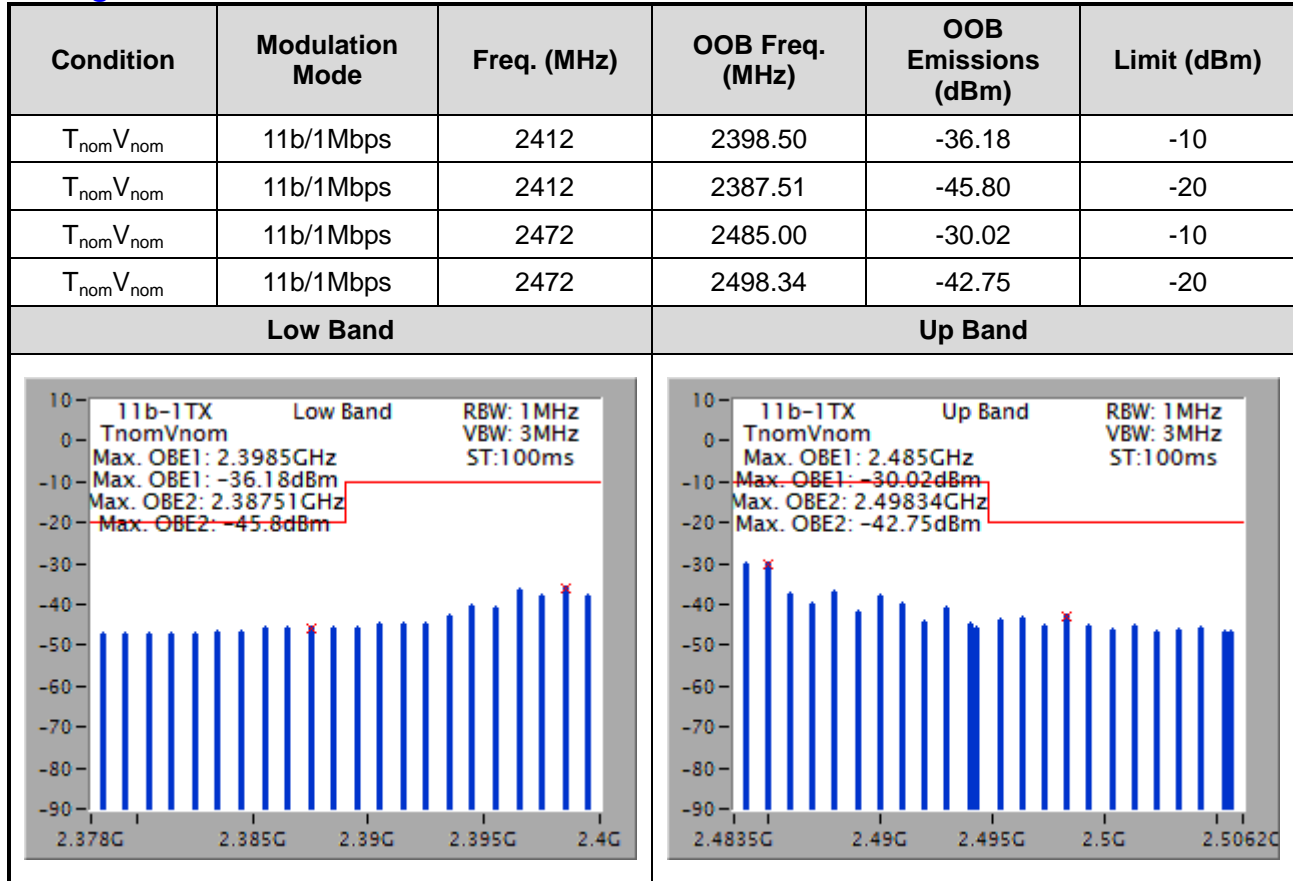 Condition Modulation Mode Freq. (MHz) OOB Freq. (MHz) OOB Emissions (dBm) Limit (dBm)
TnomVnom 11b/1Mbps 2412 2398.50 -36.18 -10
TnomVnom 11b/1Mbps 2412 2387.51 -45.80 -20
TnomVnom 11b/1Mbps 2472 2485.00 -30.02 -10
TnomVnom 11b/1Mbps 2472 2498.34 -42.75 -20
Low Band Up Band
11b-1TX Low Band RBW: 1MHz
TnomVnom VBW: 3MHz
Max. OBE1: 2.3985GHz ST:100ms
Max. OBE1: -36.18dBm
Max. OBE2: 2.38751GHz
Max. OBE2: -45.8dBm
10
0
-10
-20
-30
-40
-50
-60
-70
-80
-90
2.378G 2.385G 2.39G 2.395G 2.4G
11b-1TX Up Band RBW: 1MHz
TnomVnom VBW: 3MHz
Max. OBE1: 2.485GHz ST:100ms
Max. OBE1: -30.02dBm
Max. OBE2: 2.49834GHz
Max. OBE2: -42.75dBm
10
0
-10
-20
-30
-40
-50
-60
-70
-80
-90
2.4835G 2.49G 2.495G 2.5G 2.5062G